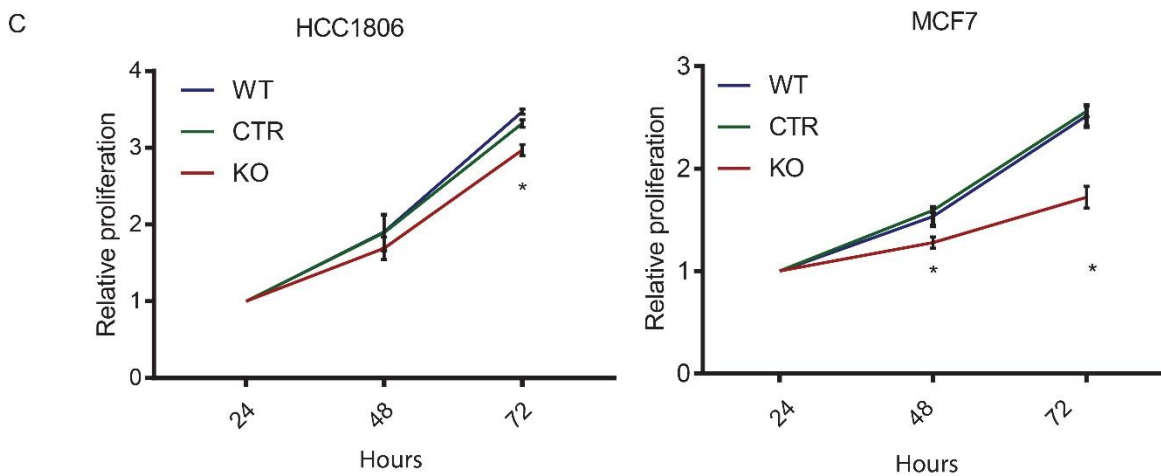 C
HCC1806
Relative proliferation
4
3
2
1
0
WT
CTR
KO
*
24
48
72
Hours
MCF7
Relative proliferation
3
2
1
0
WT
CTR
KO
*
*
24
48
72
Hours